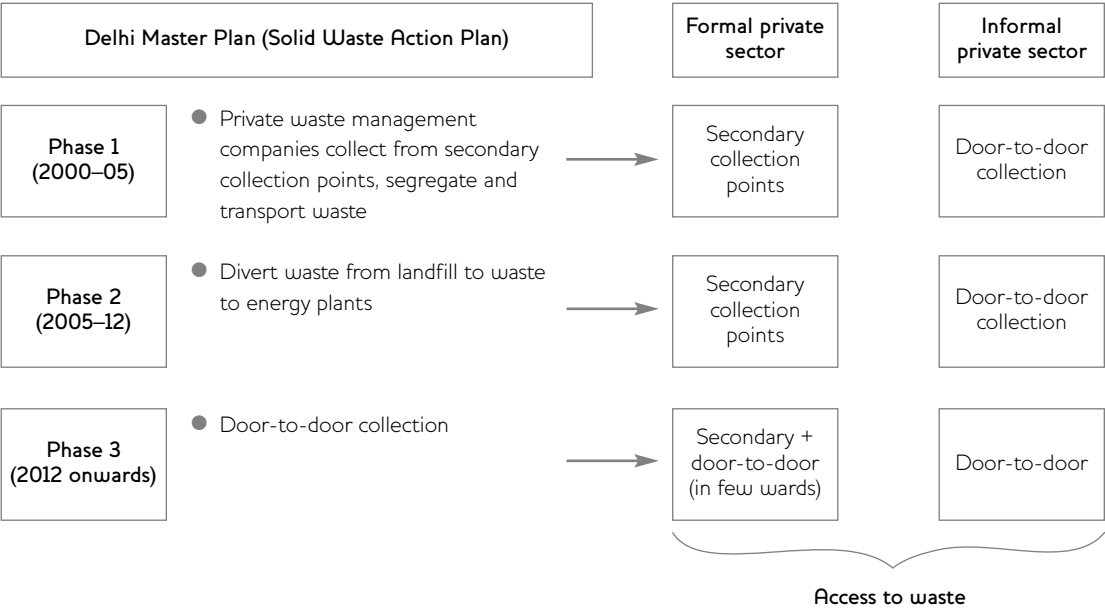 Delhi Master Plan (Solid Waste Action Plan)
Formal private
sector
Informal
private sector
Phase 1
(2000–05)
● Private waste management
companies collect from secondary
collection points, segregate and
transport waste
Secondary
collection
points
Door-to-door
collection
Phase 2
(2005–12)
● Divert waste from landfill to waste
to energy plants
Secondary
collection
points
Door-to-door
collection
Phase 3
(2012 onwards)
● Door-to-door collection
Secondary +
door-to-door
(in few wards)
Door-to-door
Access to waste